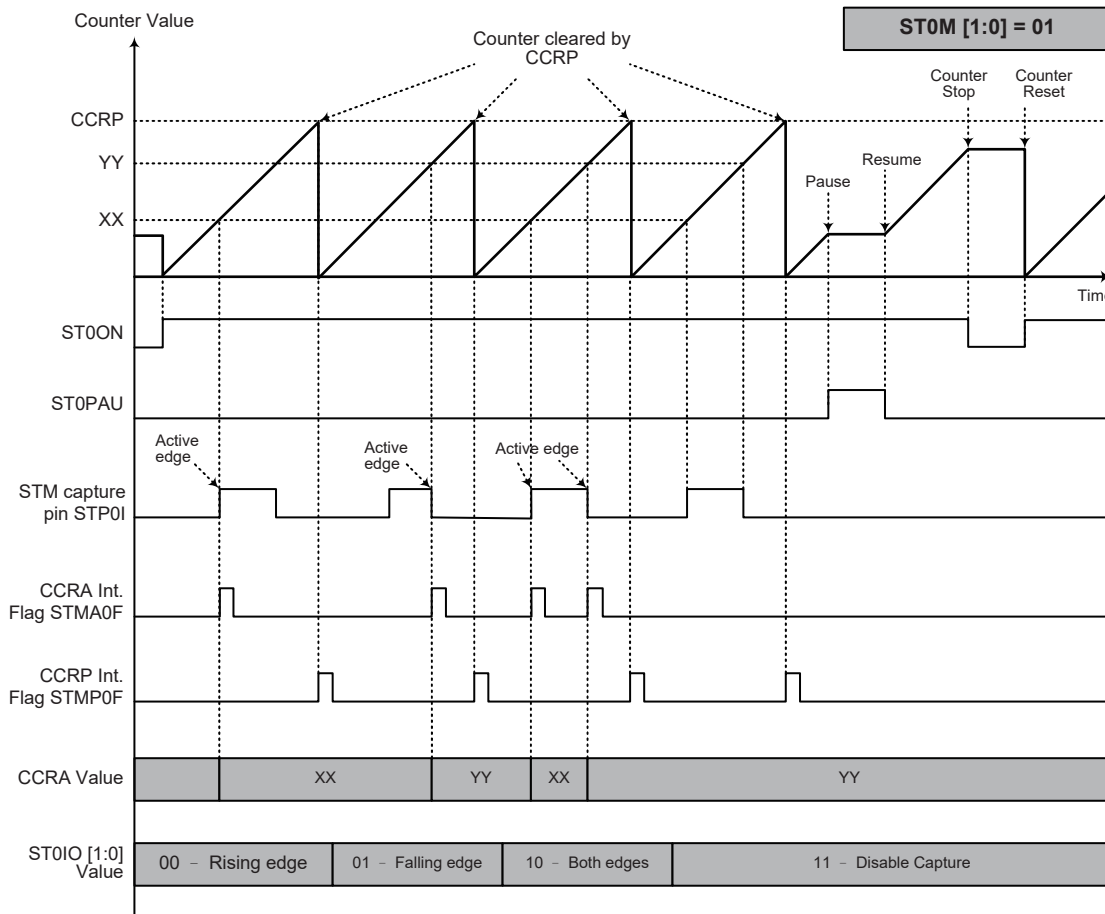 Counter Value
ST0M [1:0] = 01
Counter cleared by
CCRP
Counter
Stop
Counter
Reset
CCRP
YY
Resume
Pause
XX
Time
ST0ON
ST0PAU
Active
edge
Active
edge
Active edge
STM capture
pin STP0I
CCRA Int.
Flag STMA0F
CCRP Int.
Flag STMP0F
CCRA Value
XX
YY
XX
YY
ST0IO [1:0]
Value
00 – Rising edge
01 – Falling edge
10 – Both edges
11 – Disable Capture